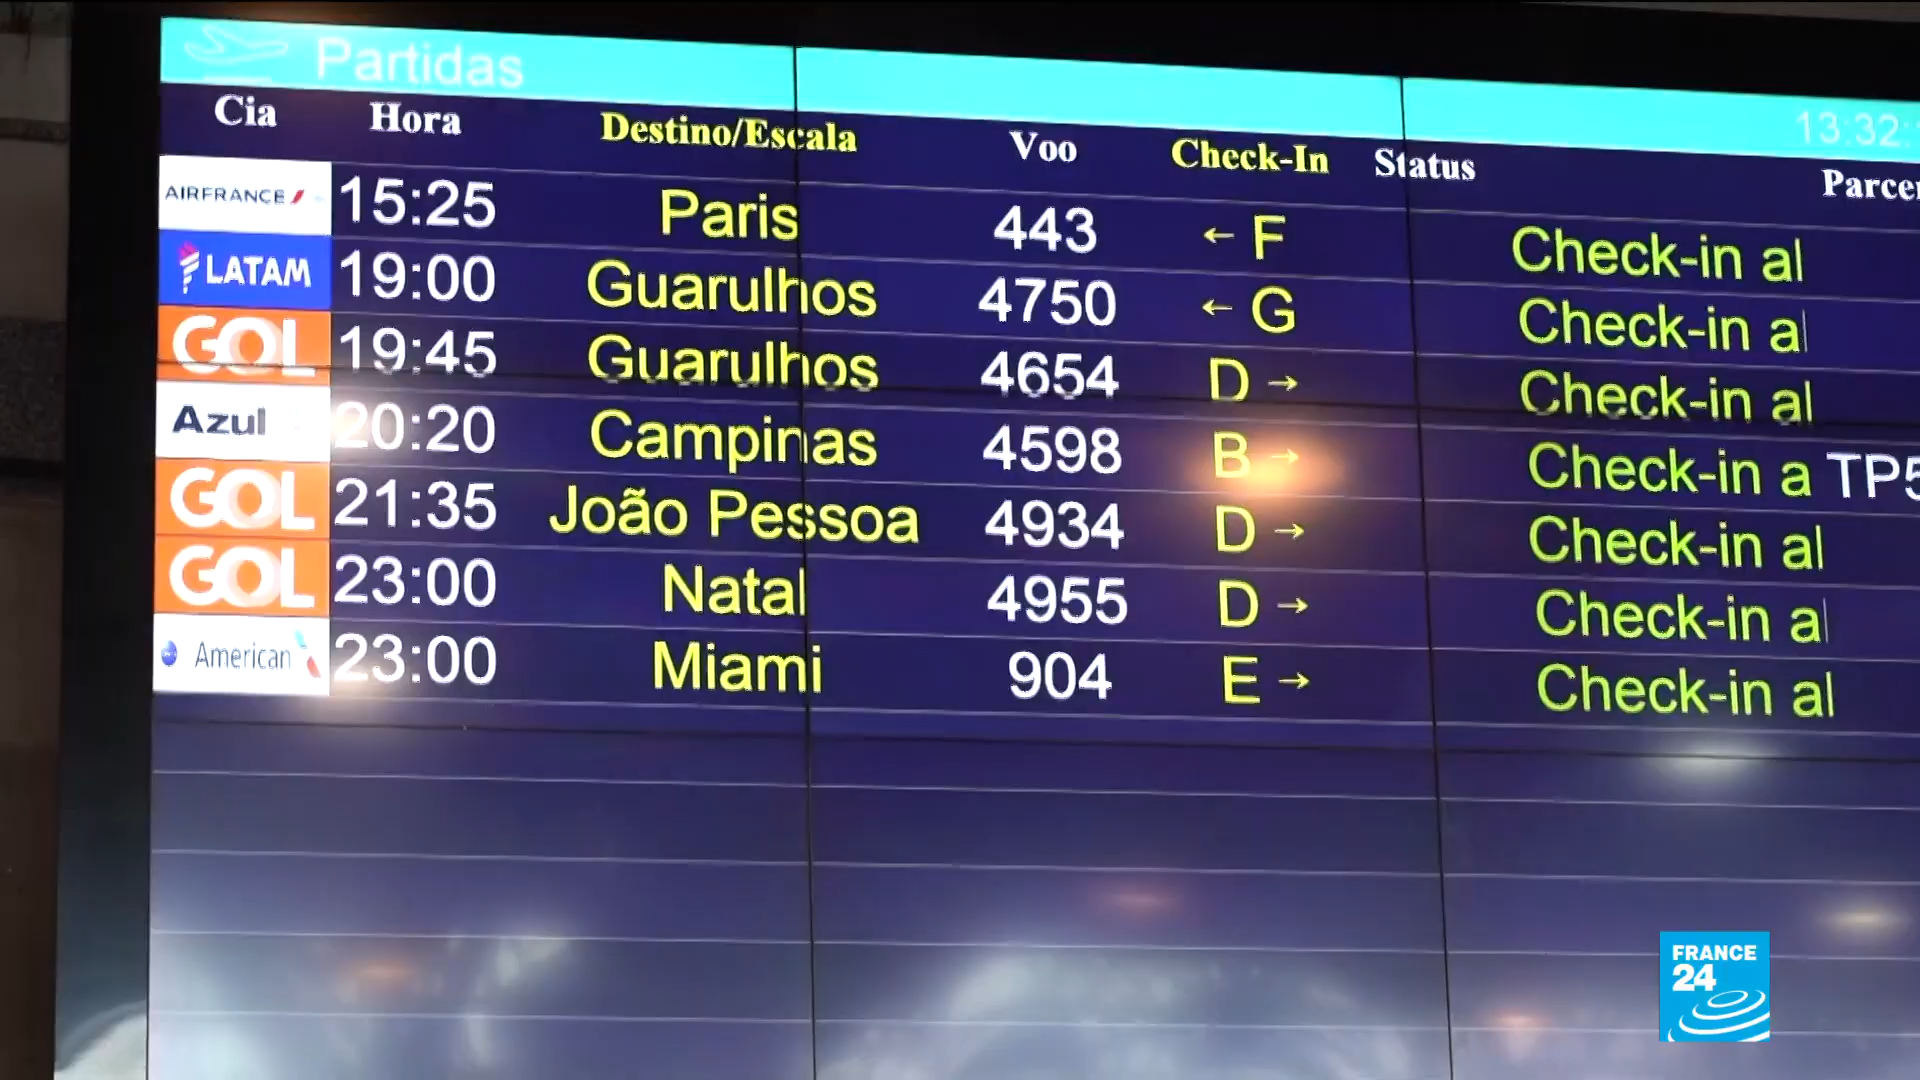 Partidas 13:32:
Cia Hora Destino/Escala Voo Check-In Status Parcer
AIRFRANCE 15:25 Paris 443 ← F Check-in al
LATAM 19:00 Guarulhos 4750 ← G Check-in al
GOL 19:45 Guarulhos 4654 D → Check-in al
Azul 20:20 Campinas 4598 B → Check-in a TP5
GOL 21:35 João Pessoa 4934 D → Check-in al
GOL 23:00 Natal 4955 D → Check-in al
American 23:00 Miami 904 E → Check-in al
FRANCE
24